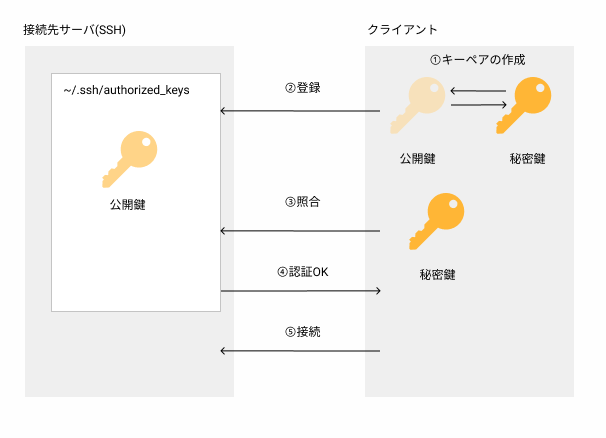 接続先サーバ(SSH)
クライアント
①キーペアの作成
~/.ssh/authorized_keys
②登録
公開鍵
秘密鍵
公開鍵
③照合
秘密鍵
④認証OK
⑤接続